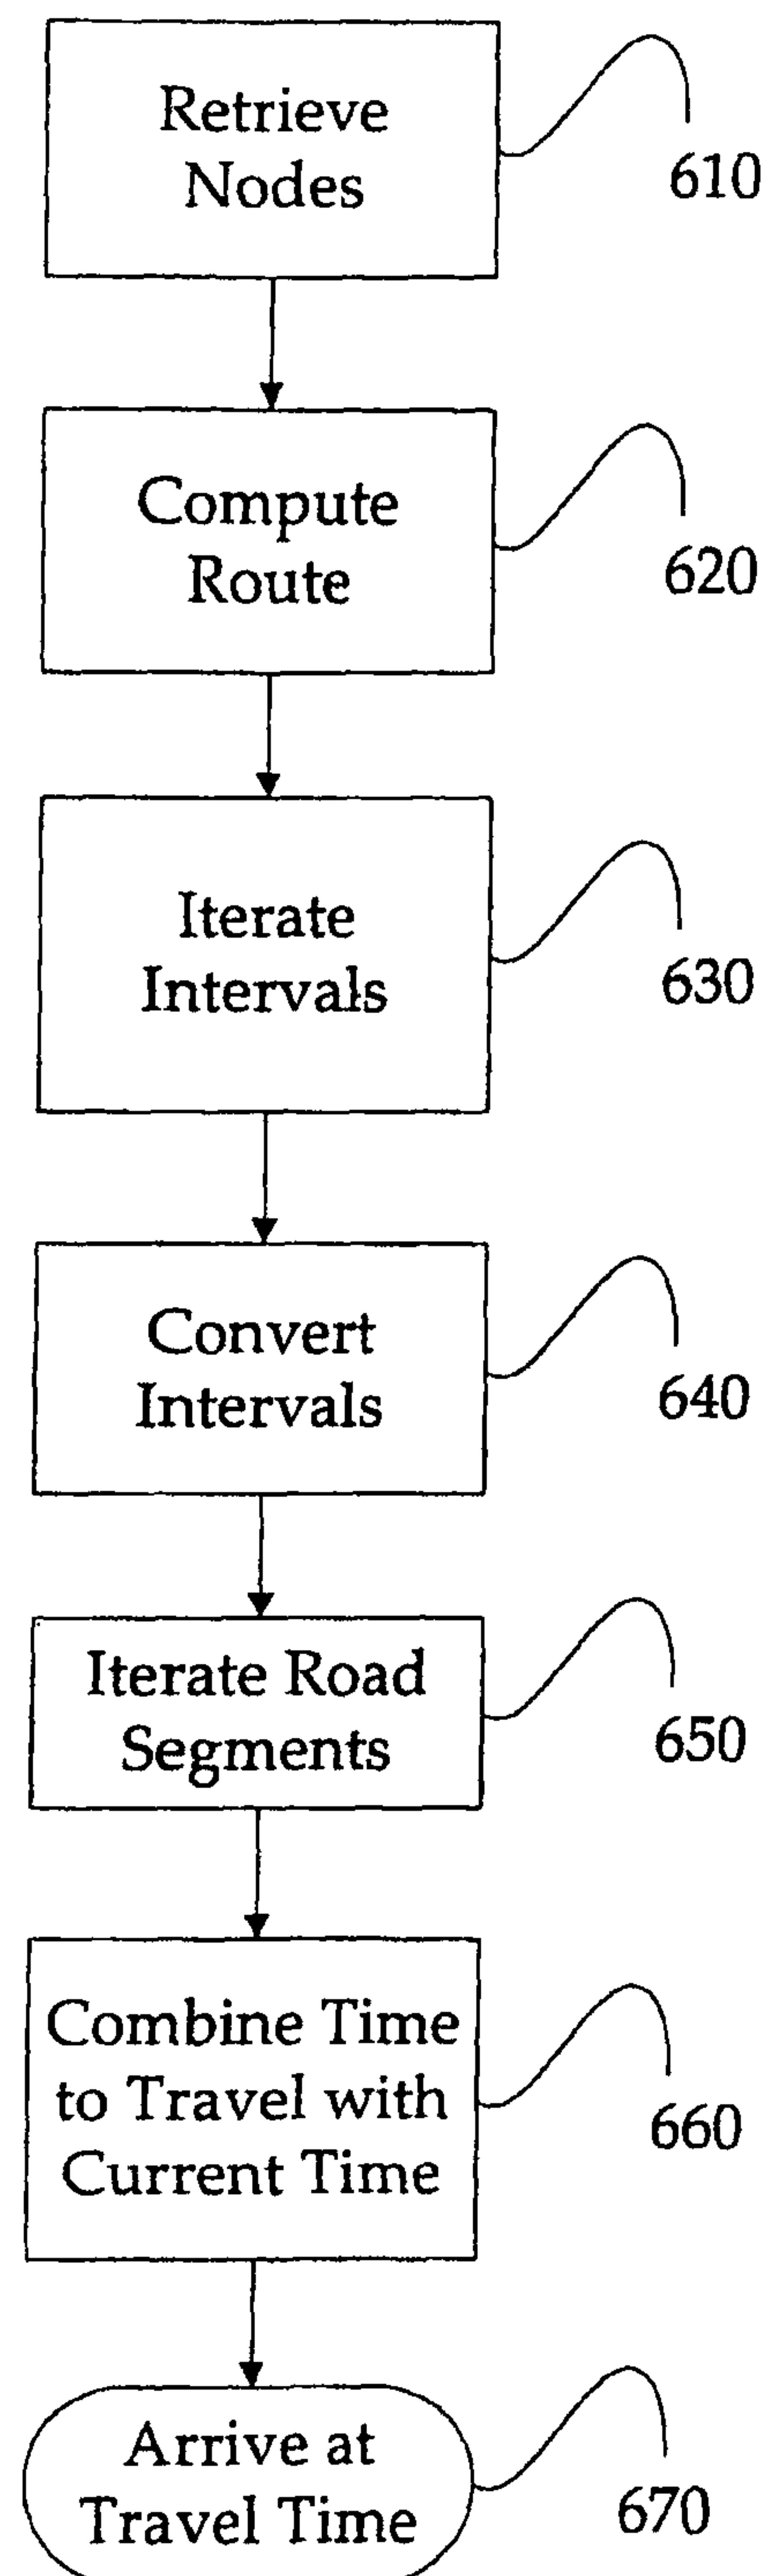 Retrieve
Nodes
610
Compute
Route
620
Iterate
Intervals
630
Convert
Intervals
640
Iterate Road
Segments
650
Combine Time
to Travel with
Current Time
660
Arrive at
Travel Time
670